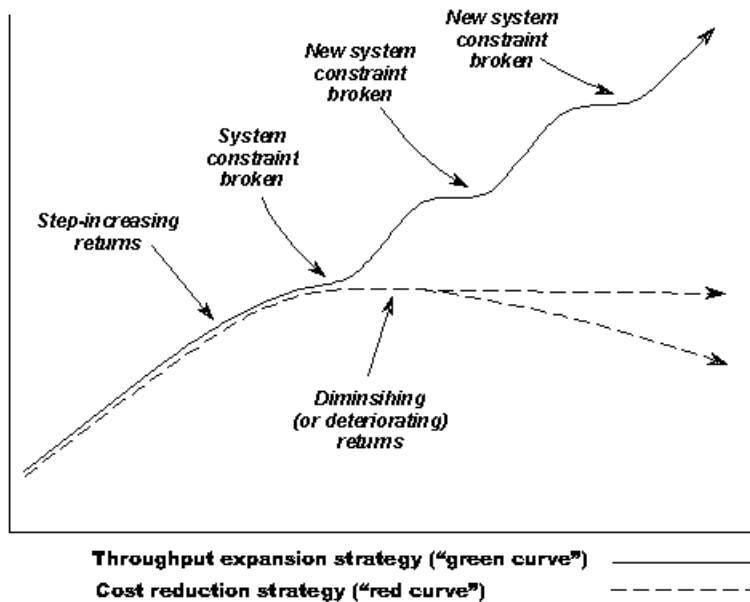 New system
constraint
broken
New system
constraint
broken
System
constraint
broken
Step-increasing
returns
Diminsihing
(or deteriorating)
returns
Throughput expansion strategy (“green curve”)
Cost reduction strategy (“red curve”)